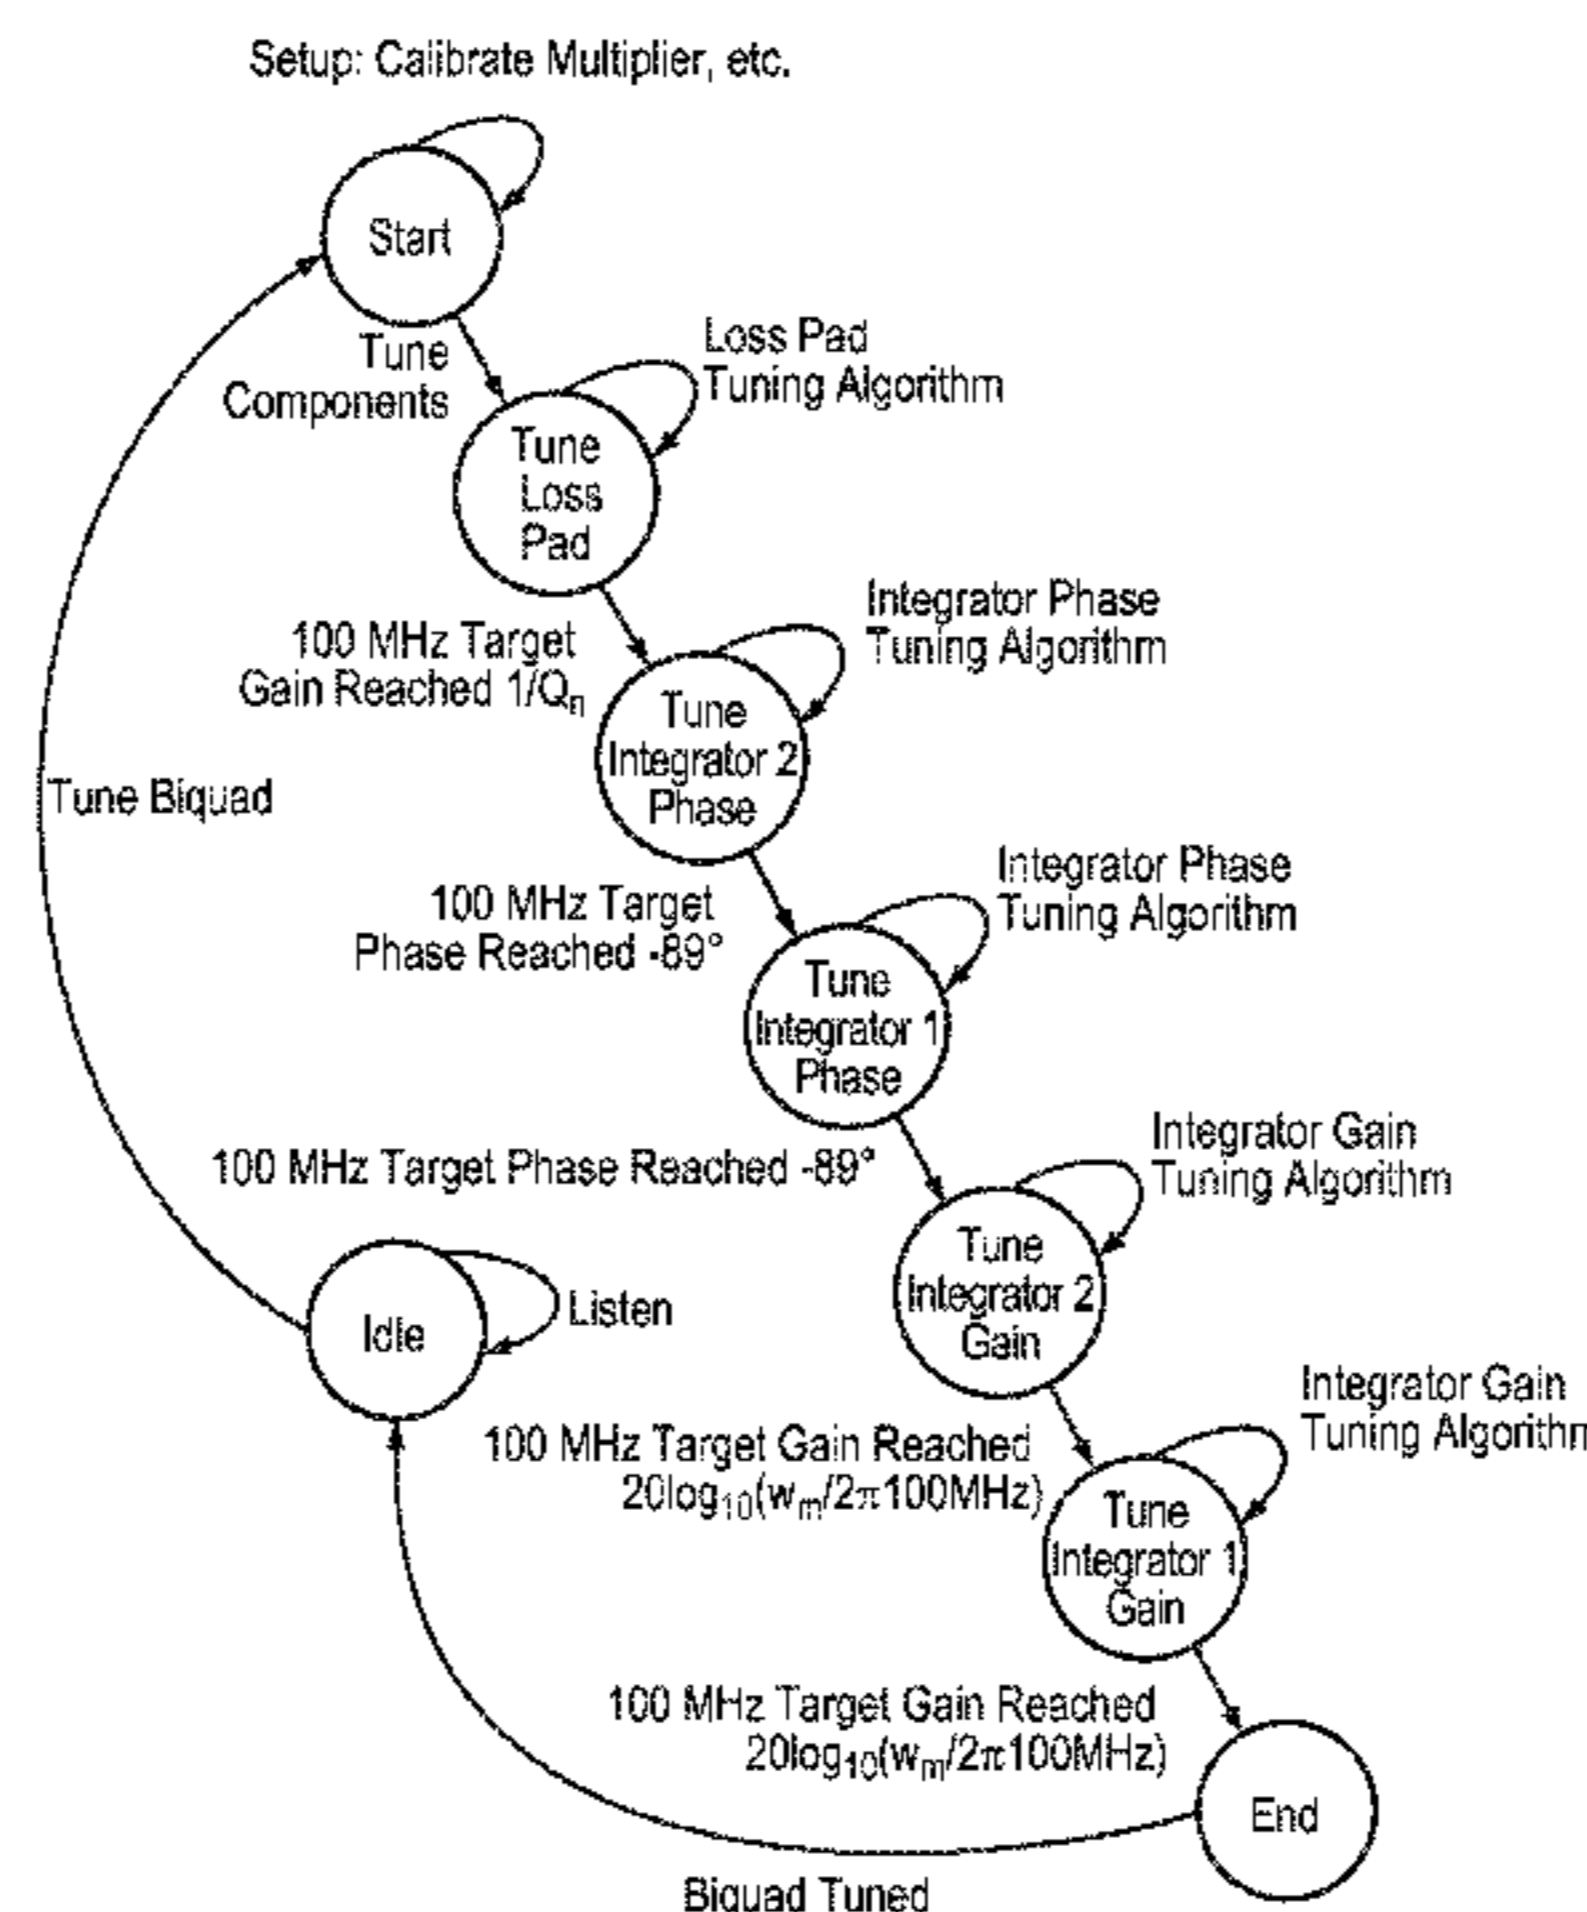 Setup: Calibrate Multiplier, etc.
Start
Tune
Components
Loss Pad
Tuning Algorithm
Tune
Loss
Pad
100 MHz Target
Gain Reached 1/Qn
Integrator Phase
Tuning Algorithm
Tune
Integrator 2
Phase
Tune Biquad
100 MHz Target
Phase Reached -89°
Integrator Phase
Tuning Algorithm
Tune
Integrator 1
Phase
100 MHz Target Phase Reached -89°
Integrator Gain
Tuning Algorithm
Tune
Integrator 2
Gain
Idle
Listen
100 MHz Target Gain Reached
20log10(wm/2π100MHz)
Integrator Gain
Tuning Algorithm
Tune
Integrator 1
Gain
100 MHz Target Gain Reached
20log10(wm/2π100MHz)
End
Biquad Tuned